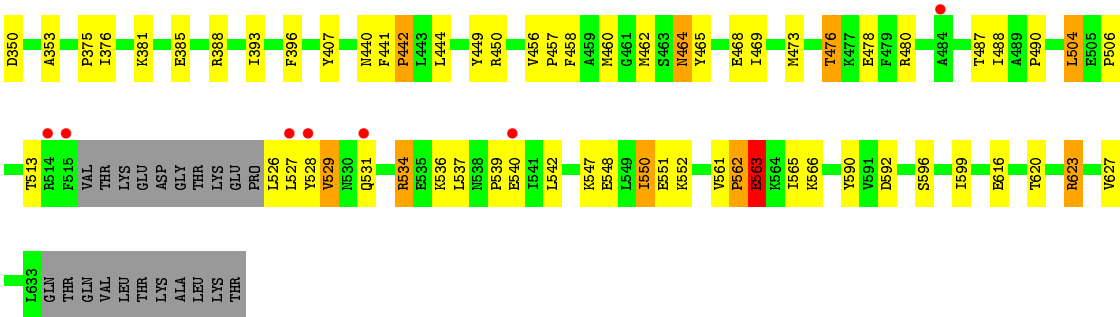 D350 A353 P375 I376 K381 E385 R388 I393 F396 Y407 N440 F441 P442 L443 L444 Y449 R450 V456 P457 F458 A459 M460 G461 M462 S463 N464 Y465 E468 I469 M473 T476 K477 E478 F479 R480 A484 T487 I488 A489 P490 L504 E505 P506
T513 R514 F515 VAL THR LYS GLU ASP GLY THR LYS GLU PRO L526 L527 Y528 V529 N530 Q531 R534 E535 K536 L537 N538 P539 E540 I541 L542 K547 E548 L549 I550 E551 K552 V561 P562 E563 K564 I565 K566 Y590 V591 D592 S596 I599 E616 T620 R623 V627
L633 GLN THR GLN VAL LEU THR LYS ALA LEU LYS THR